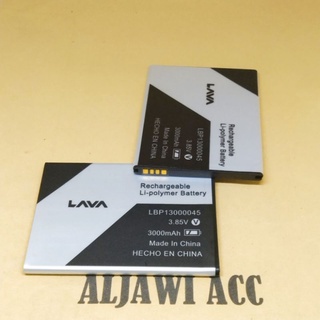 LAVA
Rechargeable
Li-polymer Battery
LBP13000045
3.85V
3000mAh
Made In China
HECHO EN CHINA
LAVA
Rechargeable
Li-polymer Battery
LBP13000045
3.85V V
3000mAh
Made In China
HECHO EN CHINA
ALJAWI ACC